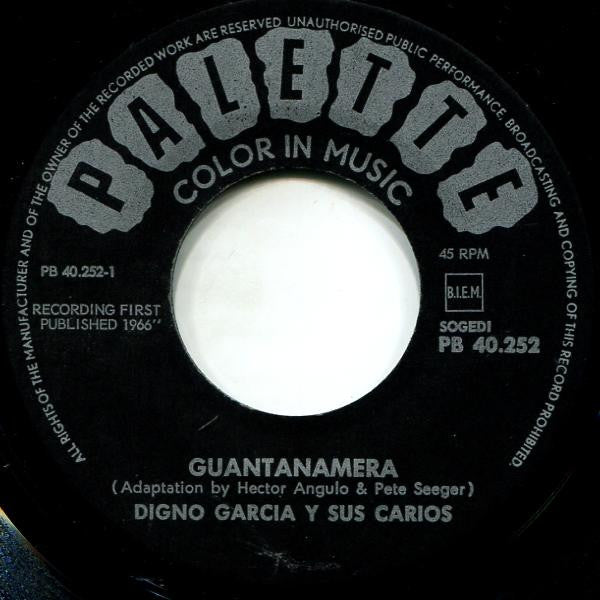 ALL RIGHTS OF THE MANUFACTURER AND OF THE OWNER OF THE RECORDED WORK ARE RESERVED UNAUTHORISED PUBLIC PERFORMANCE, BROADCASTING AND COPYING OF THIS RECORD PROHIBITED.
PALETTE
COLOR IN MUSIC
PB 40.252-1
RECORDING FIRST
PUBLISHED 1966"
45 RPM
B.I.E.M.
SOGEDI
PB 40.252
GUANTANAMERA
(Adaptation by Hector Angulo & Pete Seeger)
DIGNO GARCIA Y SUS CARIOS